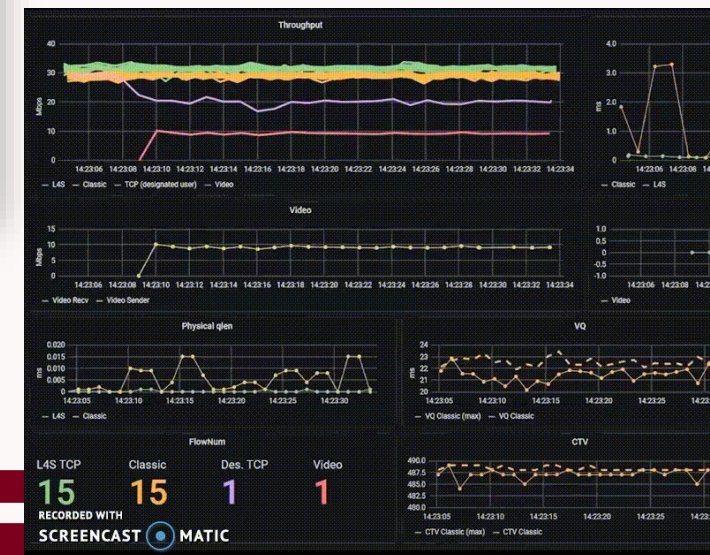 Throughput
40
30
20
10
0
Mbps
14:23:06 14:23:08 14:23:10 14:23:12 14:23:14 14:23:16 14:23:18 14:23:20 14:23:22 14:23:24 14:23:26 14:23:28 14:23:30 14:23:32 14:23:34
— L4S — Classic — TCP (designated user) — Video
4.0
3.0
2.0
1.0
0
ms
14:23:06 14:23:08
— Classic — L4S
Video
15
10
5
0
Mbps
14:23:06 14:23:08 14:23:10 14:23:12 14:23:14 14:23:16 14:23:18 14:23:20 14:23:22 14:23:24 14:23:26 14:23:28 14:23:30 14:23:32 14:23:34
— Video Recv — Video Sender
1.0
0.5
0
-0.5
-1.0
14:23:06 14:23:08
— Video
Physical qlen
0.020
0.015
0.010
0.005
0
ms
14:23:05 14:23:10 14:23:15 14:23:20 14:23:25 14:23:30
— L4S — Classic
VQ
24
23
22
21
20
ms
14:23:05 14:23:10 14:23:15 14:23:20 14:23:25 14:23:30
— VQ Classic (max) — VQ Classic
FlowNum
L4S TCP Classic Des. TCP Video
15 15 1 1
CTV
490.0
487.5
485.0
482.5
480.0
ms
14:23:05 14:23:10 14:23:15 14:23:20 14:23:25 14:23:30
— CTV Classic (max) — CTV Classic
RECORDED WITH
SCREENCAST MATIC